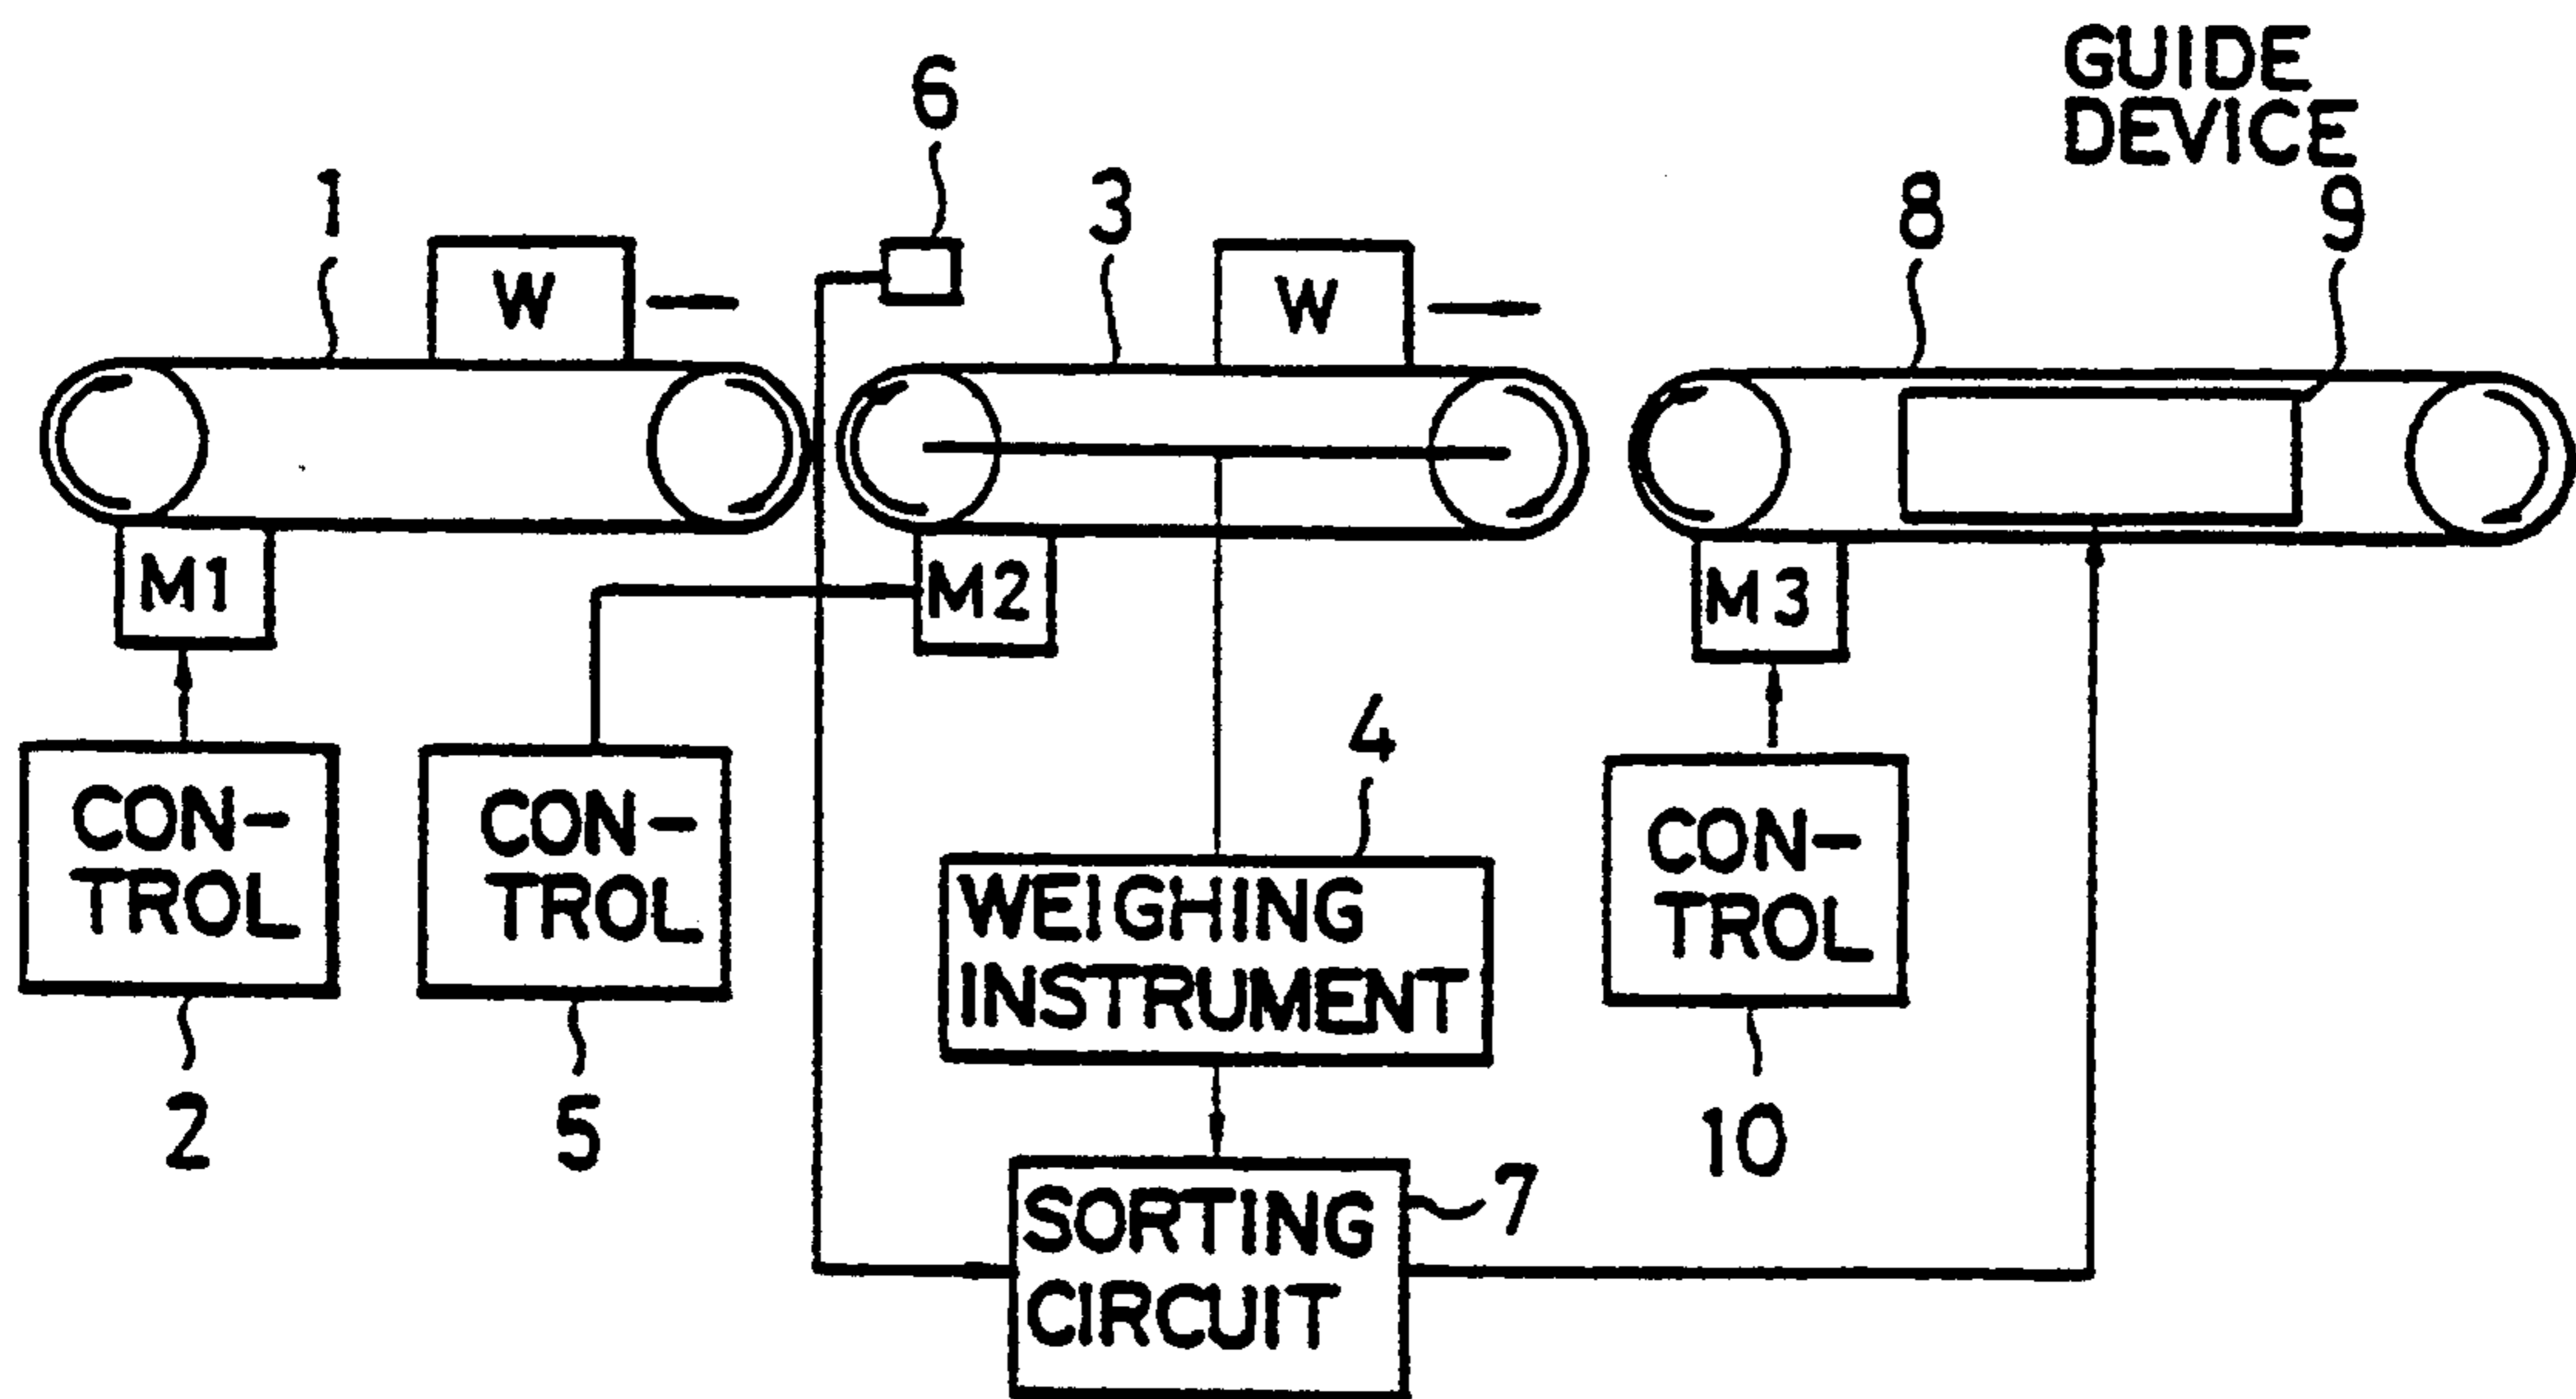 GUIDE
DEVICE
6
1
3
8
9
W
W
M1
M2
M3
4
CON-
TROL
CON-
TROL
CON-
TROL
WEIGHING
INSTRUMENT
2
5
10
7
SORTING
CIRCUIT